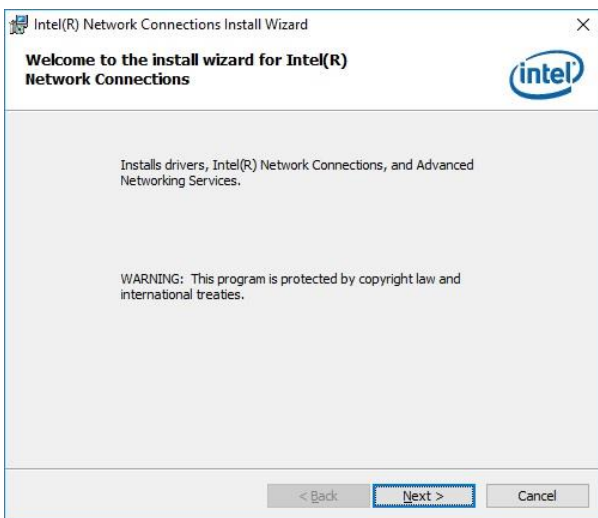 Intel(R) Network Connections Install Wizard
Welcome to the install wizard for Intel(R)
Network Connections
intel
Installs drivers, Intel(R) Network Connections, and Advanced
Networking Services.
WARNING: This program is protected by copyright law and
international treaties.
< Back
Next >
Cancel